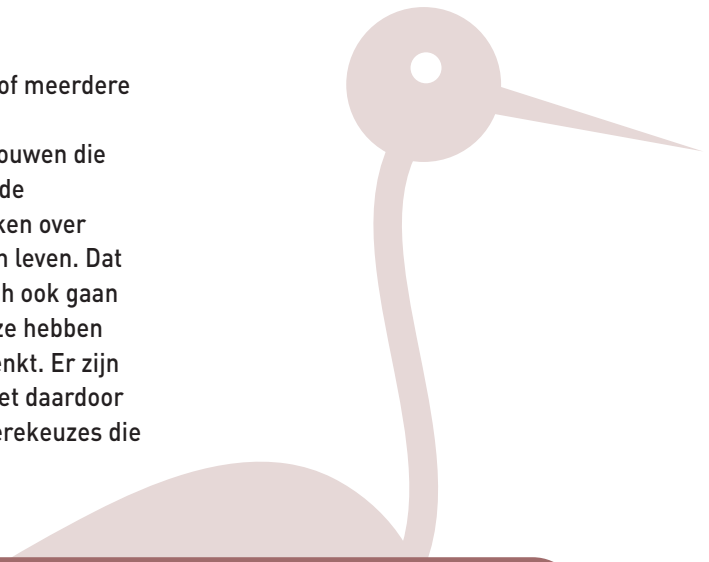 of meerdere
ouwen die
de
ken over
n leven. Dat
h ook gaan
ze hebben
enkt. Er zijn
et daardoor
erekeuzes die